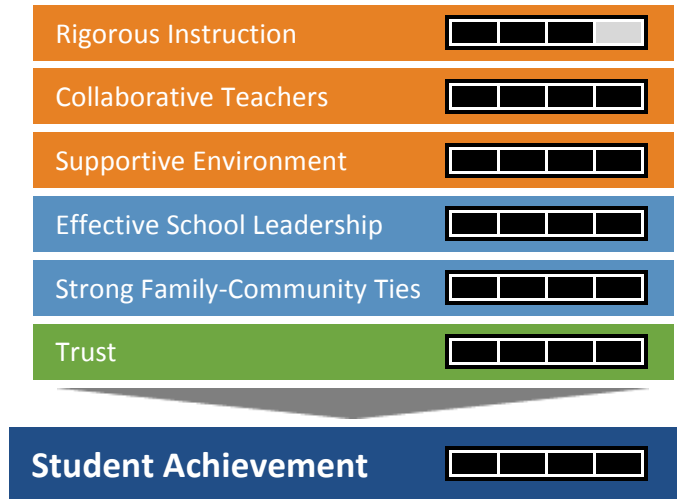 Rigorous Instruction
Collaborative Teachers
Supportive Environment
Effective School Leadership
Strong Family-Community Ties
Trust
Student Achievement